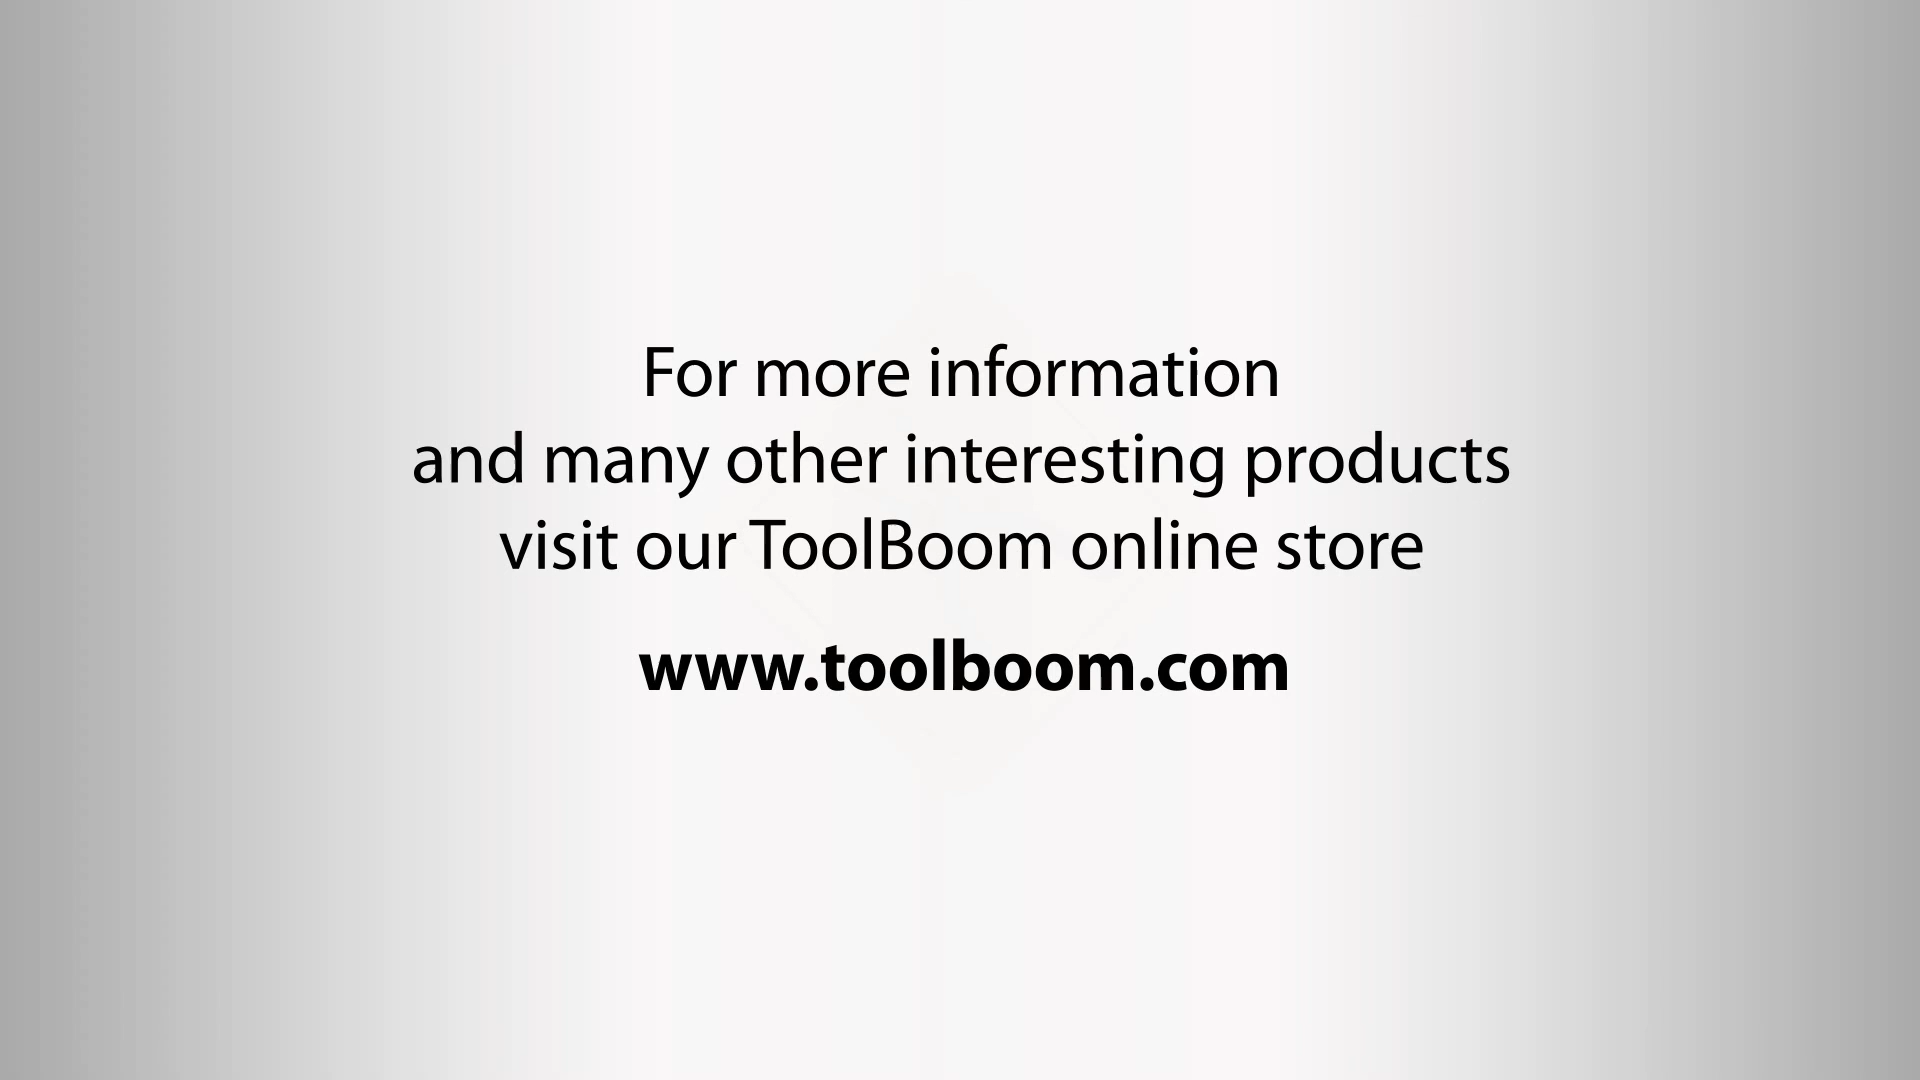 For more information
and many other interesting products
visit our ToolBoom online store
www.toolboom.com